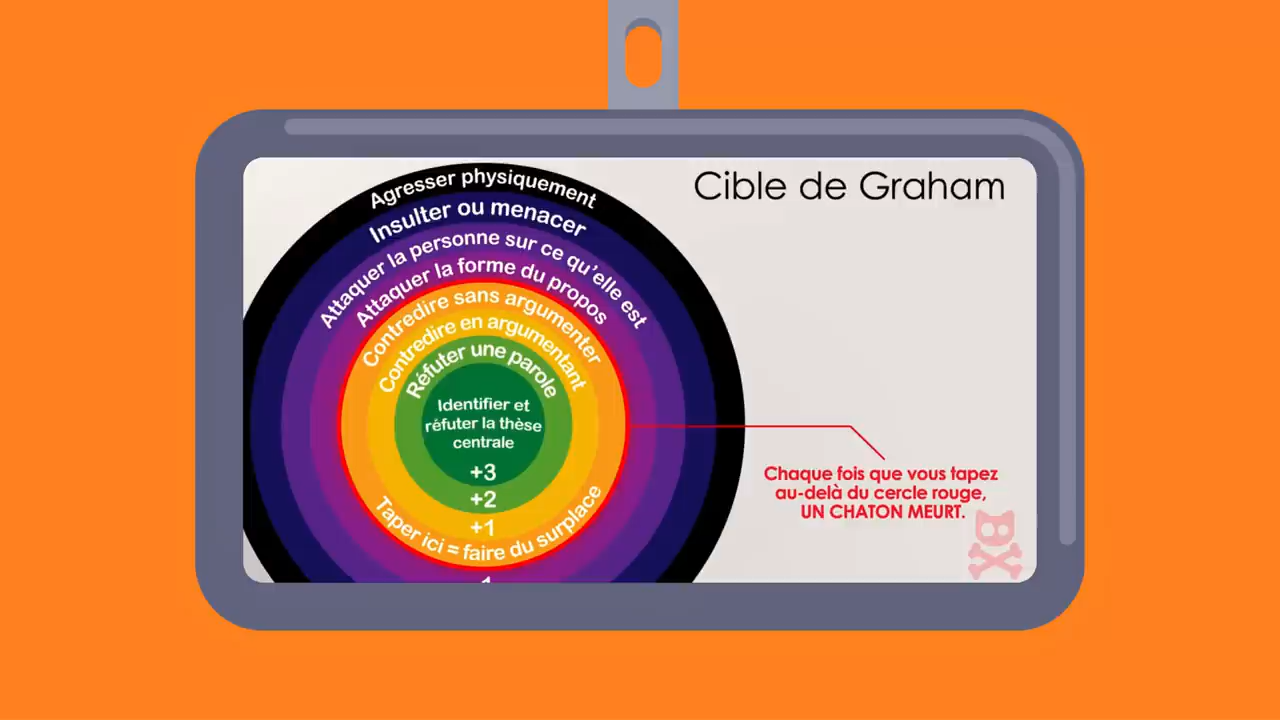 Cible de Graham
Agresser physiquement
Insulter ou menacer
Attaquer la personne sur ce qu'elle est
Attaquer la forme du propos
Contredire sans argumenter
Contredire en argumentant
Réfuter une parole
Identifier et
réfuter la thèse
centrale
+3
+2
+1
Taper ici = faire du surplace
Chaque fois que vous tapez
au-delà du cercle rouge,
UN CHATON MEURT.